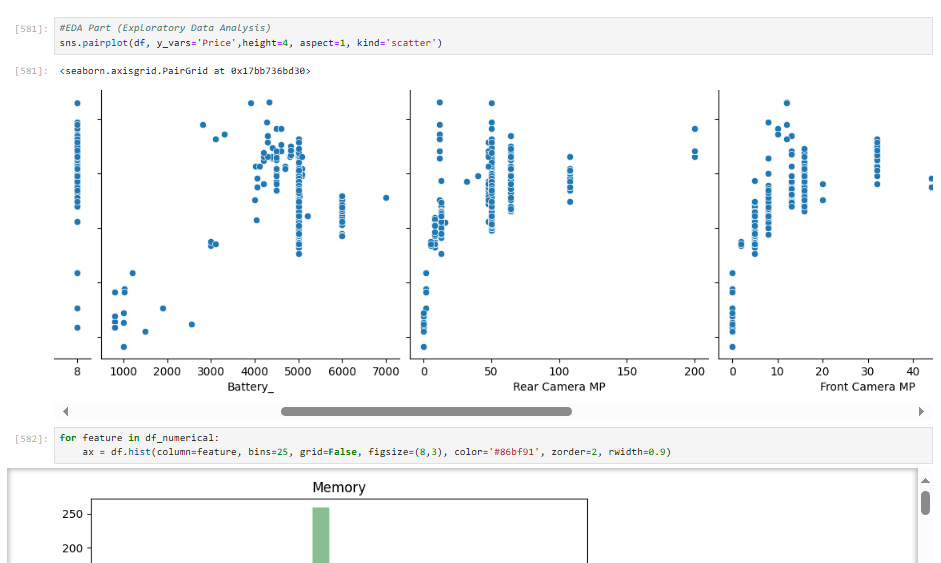 [581]: #EDA Part (Exploratory Data Analysis)
sns.pairplot(df, y_vars='Price',height=4, aspect=1, kind='scatter')
[581]: <seaborn.axisgrid.PairGrid at 0x17bb736bd30>
8 1000 2000 3000 4000 5000 6000 7000 0 50 100 150 200 0 10 20 30 40
Battery_ Rear Camera MP Front Camera MP
[582]: for feature in df_numerical:
ax = df.hist(column=feature, bins=25, grid=False, figsize=(8,3), color='#86bf91', zorder=2, rwidth=0.9)
Memory
250
200